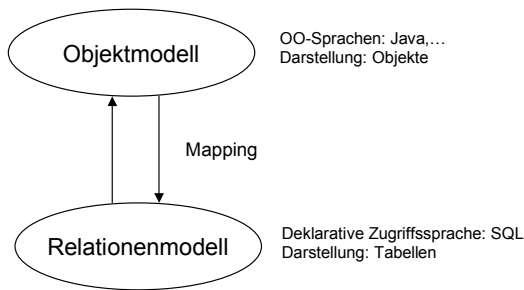 Objektmodell
OO-Sprachen: Java,…
Darstellung: Objekte
Mapping
Relationenmodell
Deklarative Zugriffssprache: SQL
Darstellung: Tabellen